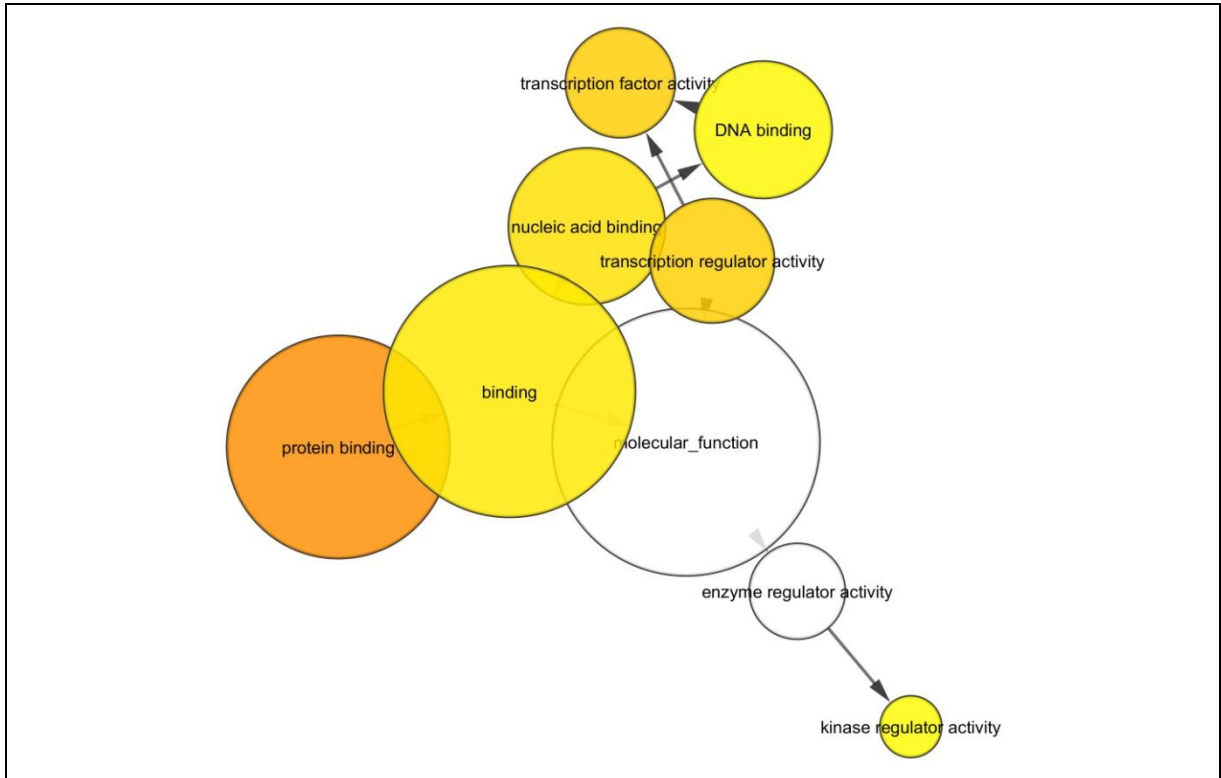 transcription factor activity
DNA binding
nucleic acid binding
transcription regulator activity
binding
molecular_function
protein binding
enzyme regulator activity
kinase regulator activity